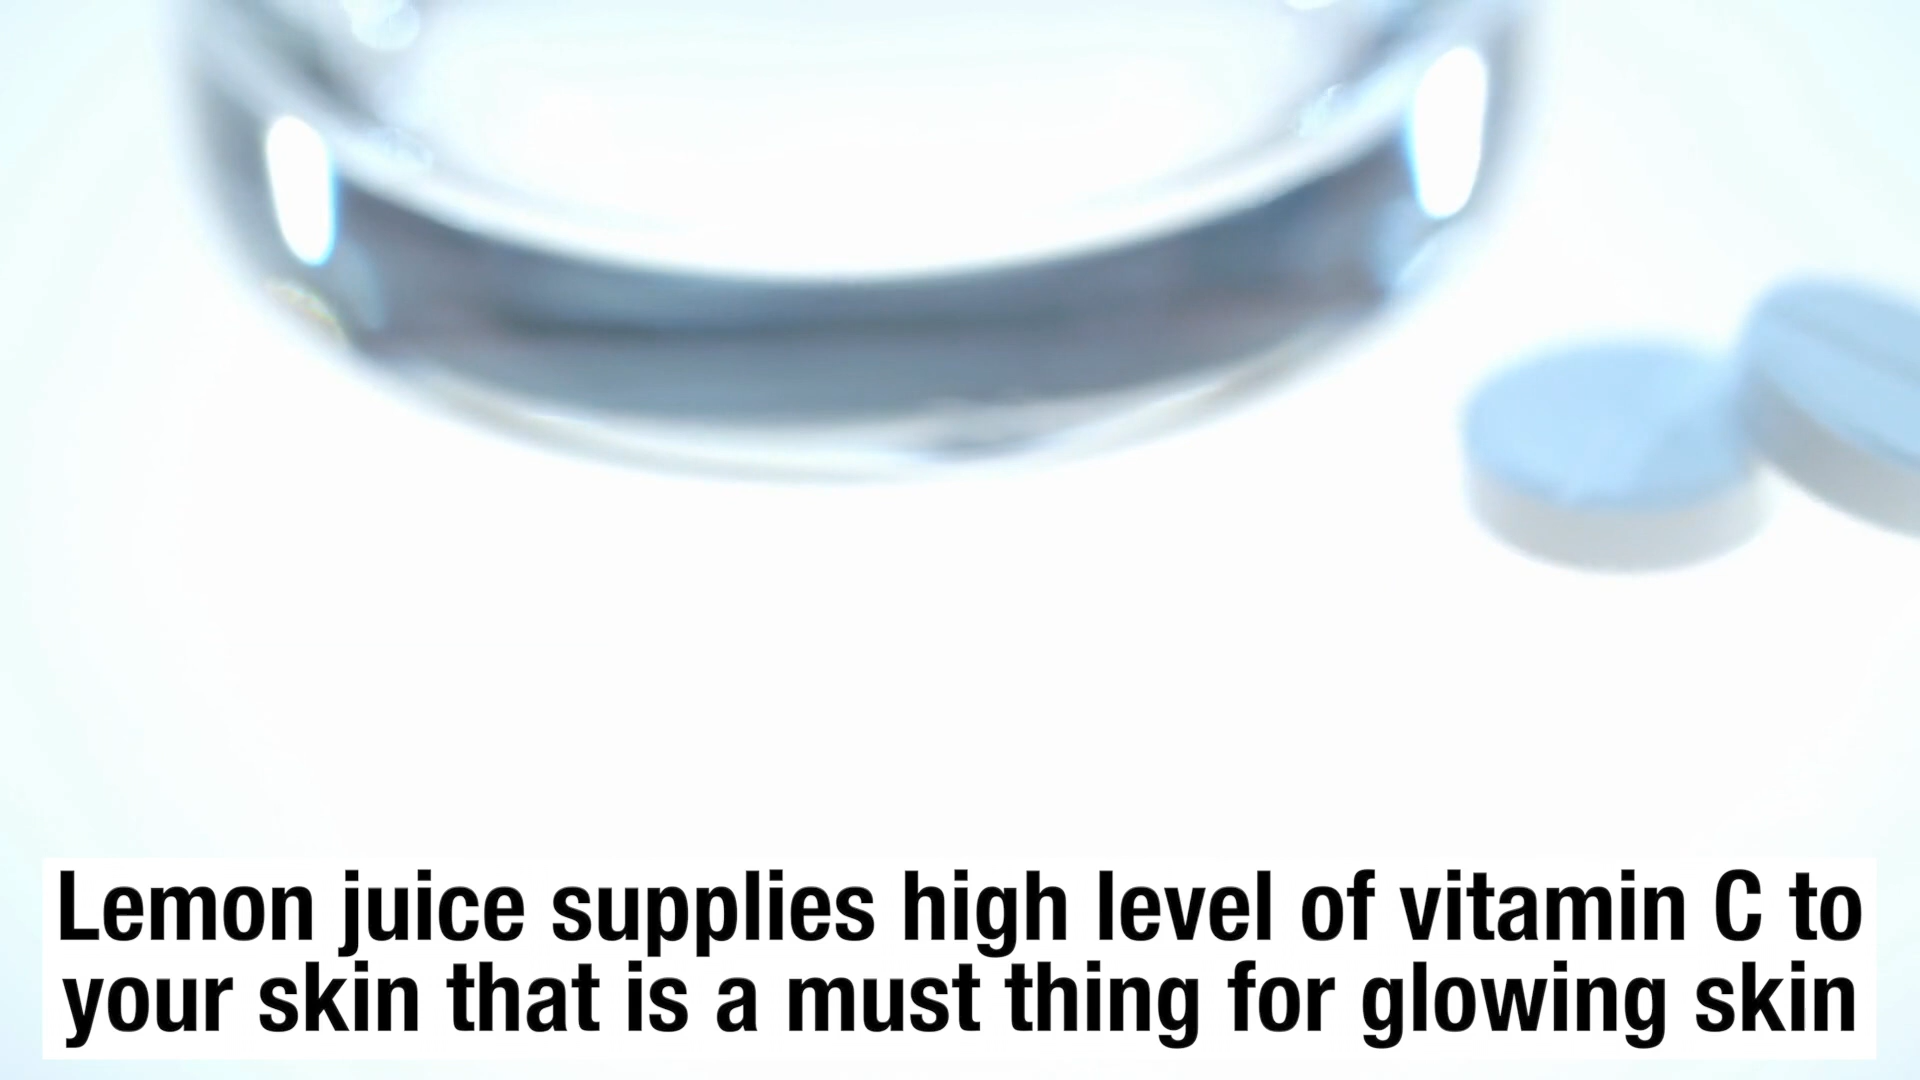 Lemon juice supplies high level of vitamin C to
your skin that is a must thing for glowing skin